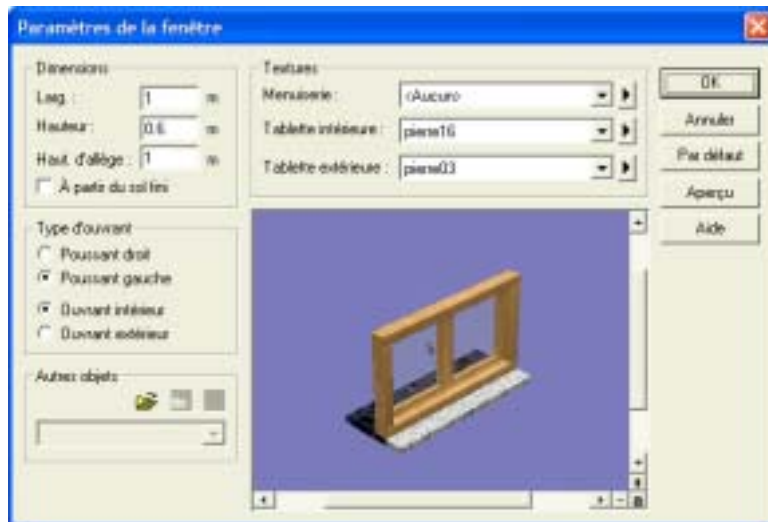 Paramètres de la fenêtre
Dimensions
Larg. : 1 m
Hauteur : 0.6 m
Haut. d'allège : 1 m
À partir du sol fini
Type d'ouvrant
Poussant droit
Poussant gauche
Ouvrant intérieur
Ouvrant extérieur
Autres objets
Textures
Menuiserie : <Aucun>
Tablette intérieure : pierre16
Tablette extérieure : pierre03
OK
Annuler
Par défaut
Aperçu
Aide